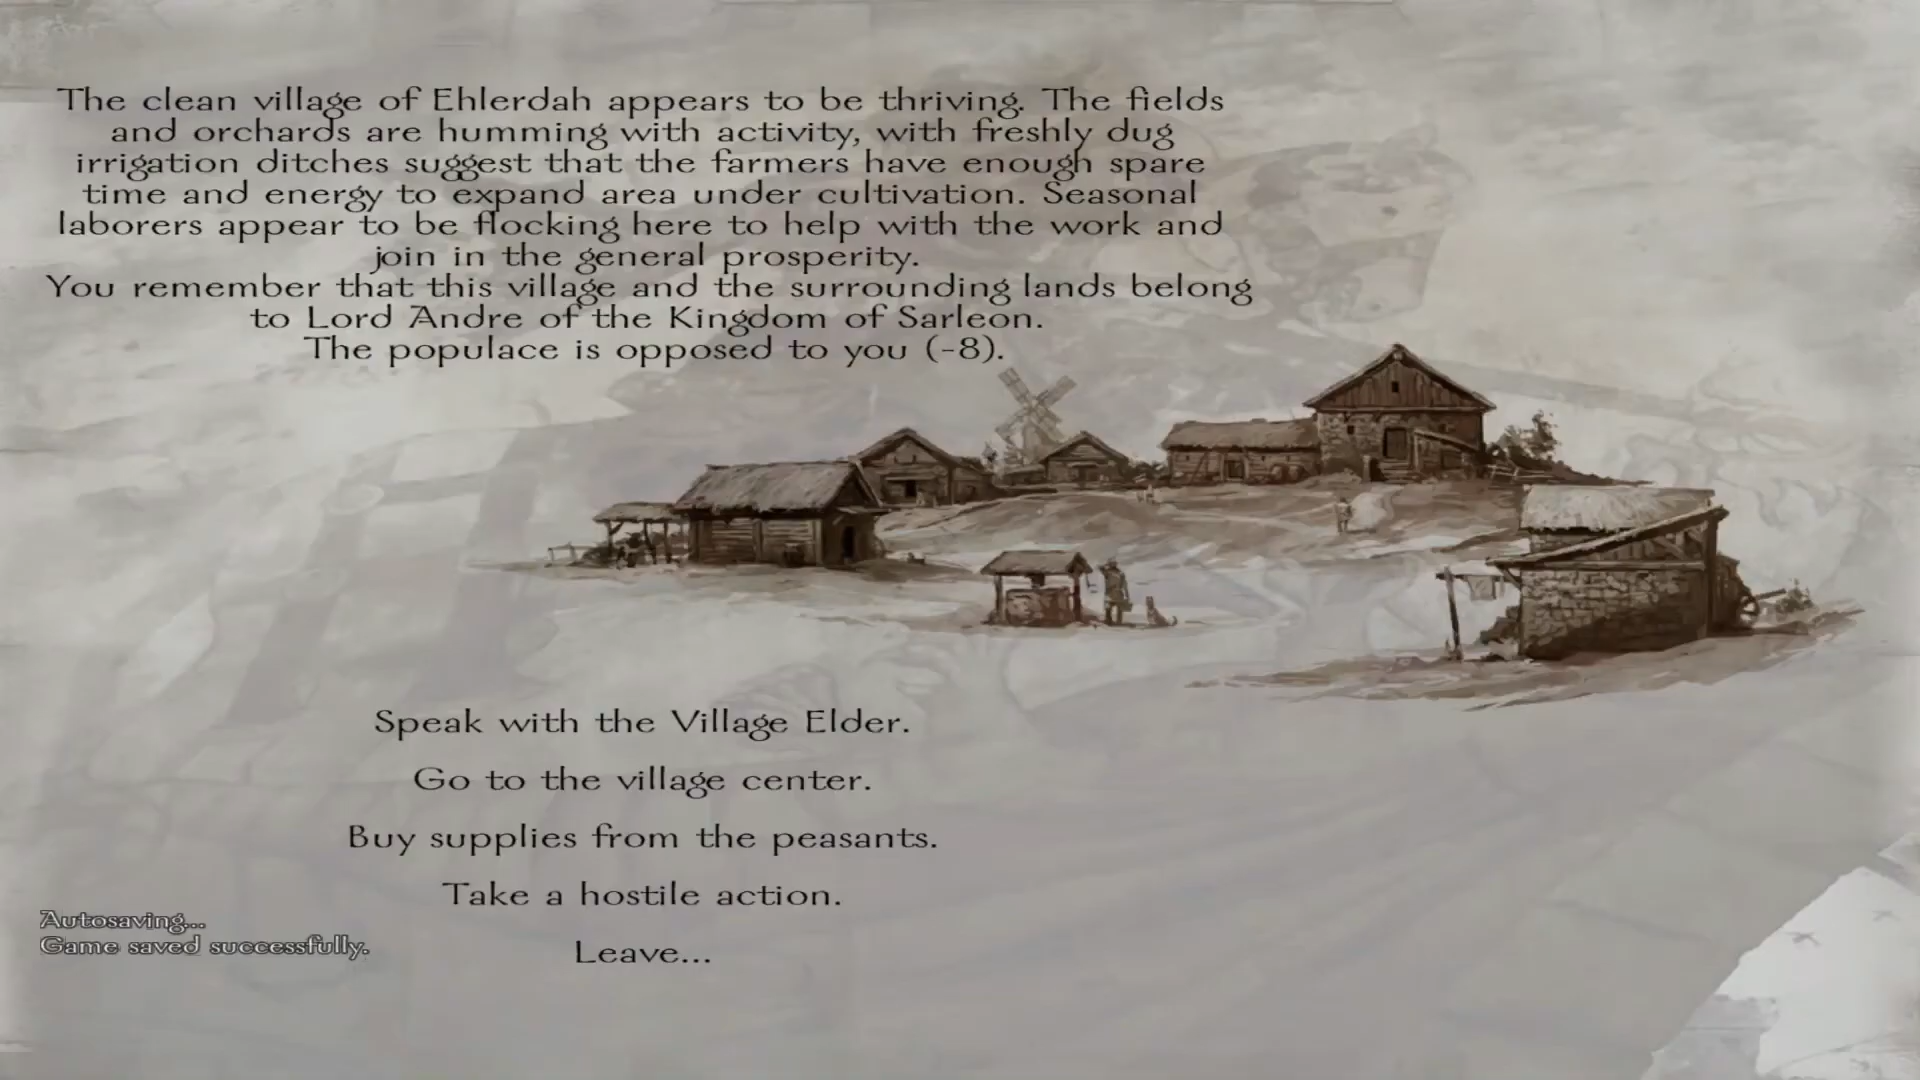 The clean village of Ehlerdah appears to be thriving. The fields
and orchards are humming with activity, with freshly dug
irrigation ditches suggest that the farmers have enough spare
time and energy to expand area under cultivation. Seasonal
laborers appear to be flocking here to help with the work and
join in the general prosperity.
You remember that this village and the surrounding lands belong
to Lord Andre of the Kingdom of Sarleon.
The populace is opposed to you (-8).
Speak with the Village Elder.
Go to the village center.
Buy supplies from the peasants.
Take a hostile action.
Autosaving...
Game saved successfully.
Leave...